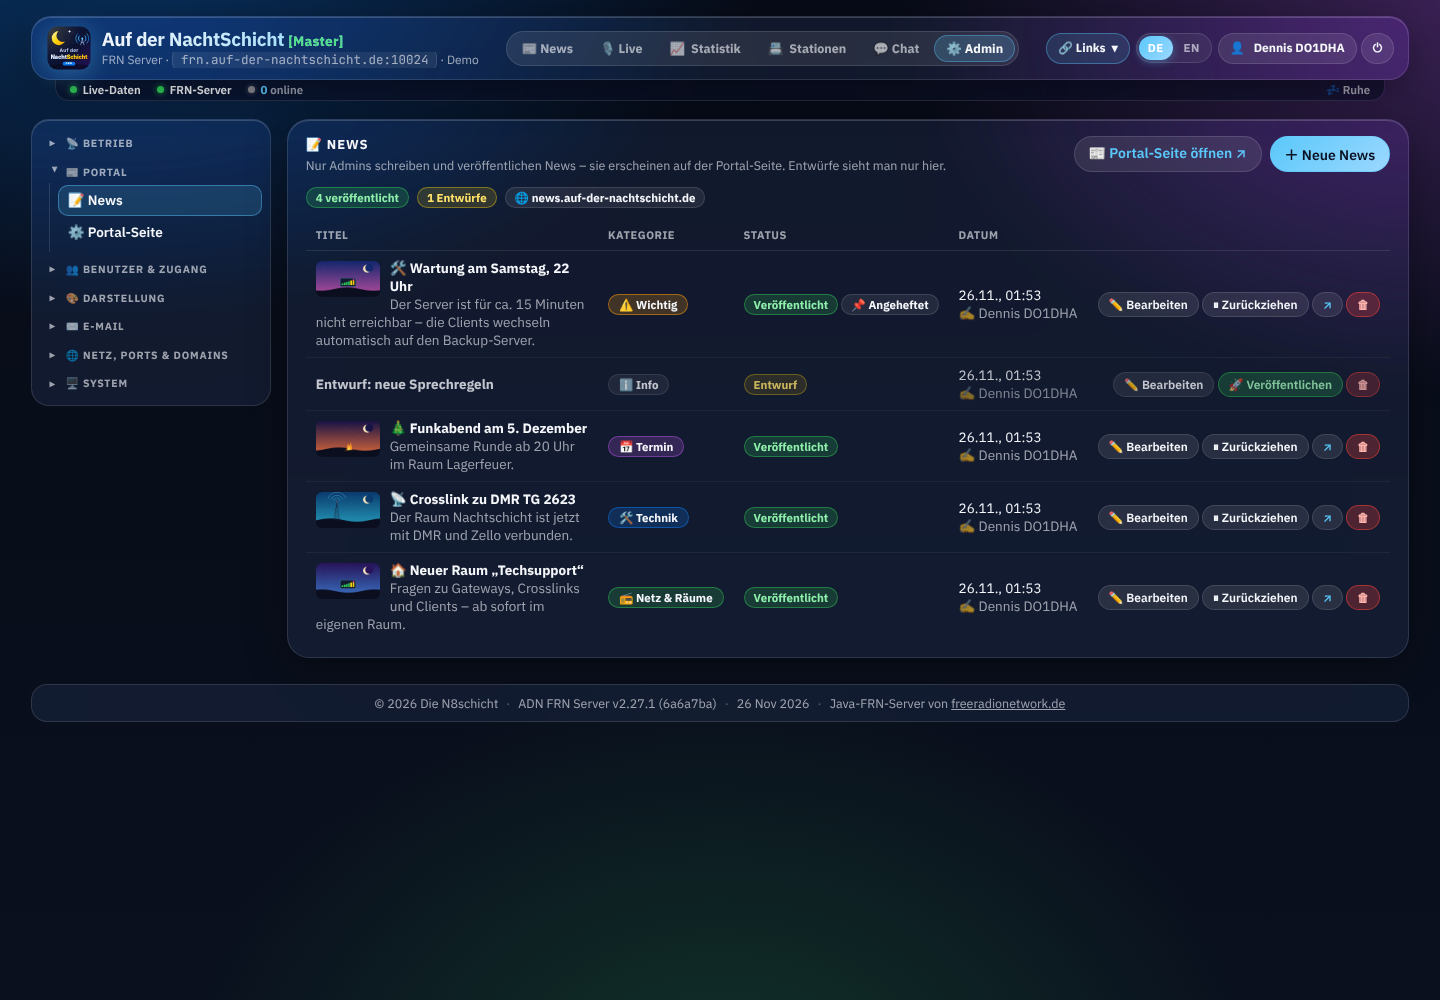 Auf der NachtSchicht [Master]
FRN Server · frn.auf-der-nachtschicht.de:10024 · Demo
News
Live
Statistik
Stationen
Chat
Admin
Links ▾
DE
EN
Dennis DO1DHA
Auf der
NachtSchicht
Live-Daten
FRN-Server
0 online
Ruhe
BETRIEB
PORTAL
News
Portal-Seite
BENUTZER & ZUGANG
DARSTELLUNG
E-MAIL
NETZ, PORTS & DOMAINS
SYSTEM
NEWS
Nur Admins schreiben und veröffentlichen News – sie erscheinen auf der Portal-Seite. Entwürfe sieht man nur hier.
Portal-Seite öffnen ↗
+ Neue News
4 veröffentlicht
1 Entwürfe
news.auf-der-nachtschicht.de
TITEL
KATEGORIE
STATUS
DATUM
Wartung am Samstag, 22
Uhr
Der Server ist für ca. 15 Minuten
nicht erreichbar – die Clients wechseln
automatisch auf den Backup-Server.
Wichtig
Veröffentlicht
Angeheftet
26.11., 01:53
Dennis DO1DHA
Bearbeiten
Zurückziehen
↗
Entwurf: neue Sprechregeln
Info
Entwurf
26.11., 01:53
Dennis DO1DHA
Bearbeiten
Veröffentlichen
Funkabend am 5. Dezember
Gemeinsame Runde ab 20 Uhr
im Raum Lagerfeuer.
Termin
Veröffentlicht
26.11., 01:53
Dennis DO1DHA
Bearbeiten
Zurückziehen
↗
Crosslink zu DMR TG 2623
Der Raum Nachtschicht ist jetzt
mit DMR und Zello verbunden.
Technik
Veröffentlicht
26.11., 01:53
Dennis DO1DHA
Bearbeiten
Zurückziehen
↗
Neuer Raum „Techsupport“
Fragen zu Gateways, Crosslinks
und Clients – ab sofort im
eigenen Raum.
Netz & Räume
Veröffentlicht
26.11., 01:53
Dennis DO1DHA
Bearbeiten
Zurückziehen
↗
© 2026 Die N8schicht · ADN FRN Server v2.27.1 (6a6a7ba) · 26 Nov 2026 · Java-FRN-Server von freeradionetwork.de